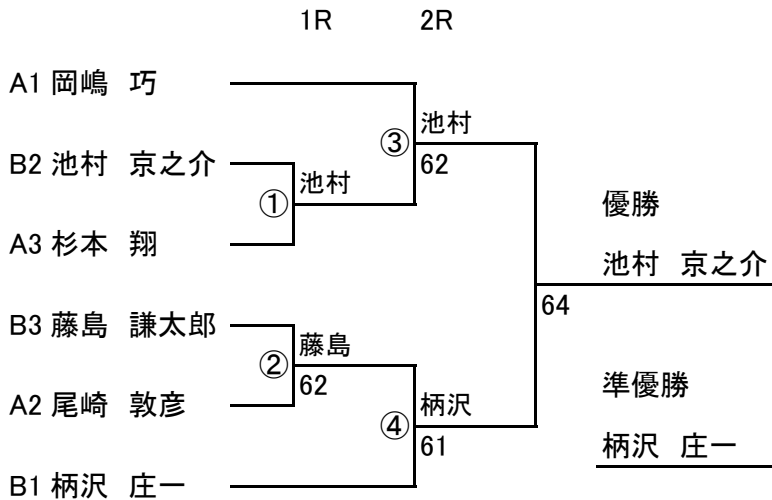 1R 2R
A1 岡嶋 巧
池村
③
B2 池村 京之介
62
池村
①
優勝
A3 杉本 翔
池村 京之介
64
B3 藤島 謙太郎
藤島
②
62
準優勝
A2 尾崎 敦彦
柄沢
④
61
柄沢 庄一
B1 柄沢 庄一